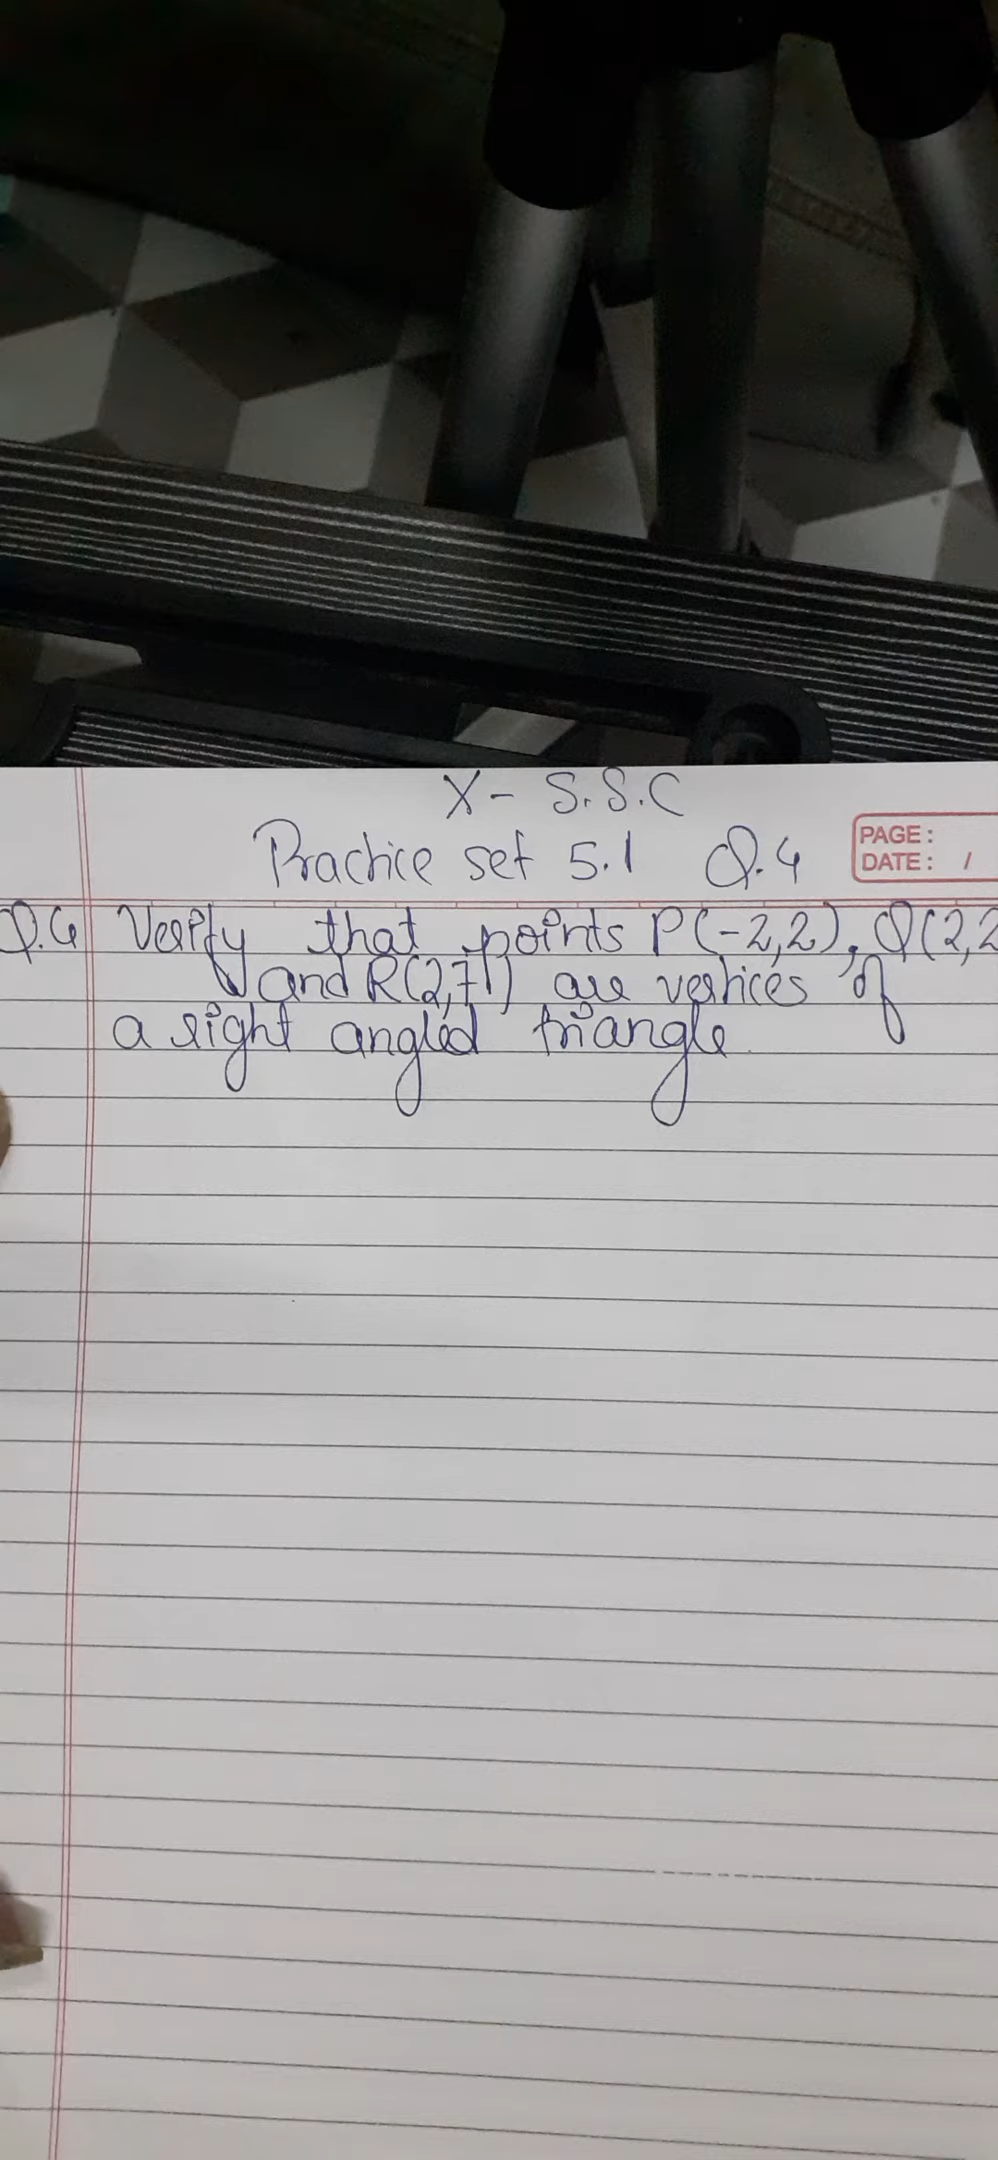 X- S.S.C
Practice set 5.1 Q.4
PAGE:
DATE: /
Q.4 Verify that points P(-2,2), Q(2,2
and R(2,7) are vertices of
a right angled triangle.